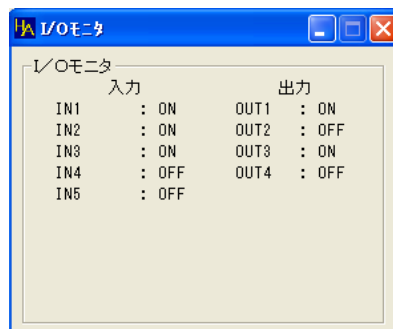 HA I/Oモニタ
I/Oモニタ
入力 出力
IN1 : ON OUT1 : ON
IN2 : ON OUT2 : OFF
IN3 : ON OUT3 : ON
IN4 : OFF OUT4 : OFF
IN5 : OFF